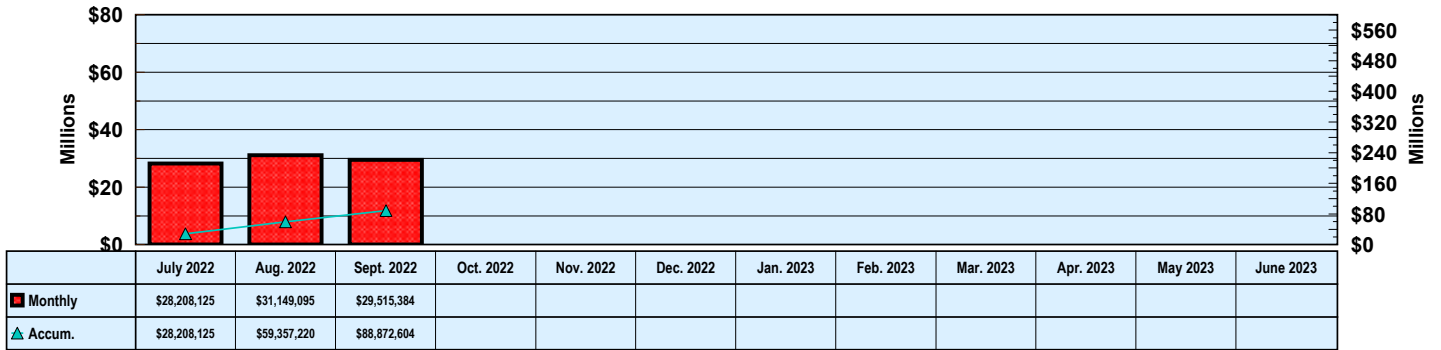 $80
$60
$40
$20
$0
Millions
$560
$480
$400
$320
$240
$160
$80
$0
Millions
July 2022 Aug. 2022 Sept. 2022 Oct. 2022 Nov. 2022 Dec. 2022 Jan. 2023 Feb. 2023 Mar. 2023 Apr. 2023 May 2023 June 2023
Monthly $28,208,125 $31,149,095 $29,515,384
Accum. $28,208,125 $59,357,220 $88,872,604